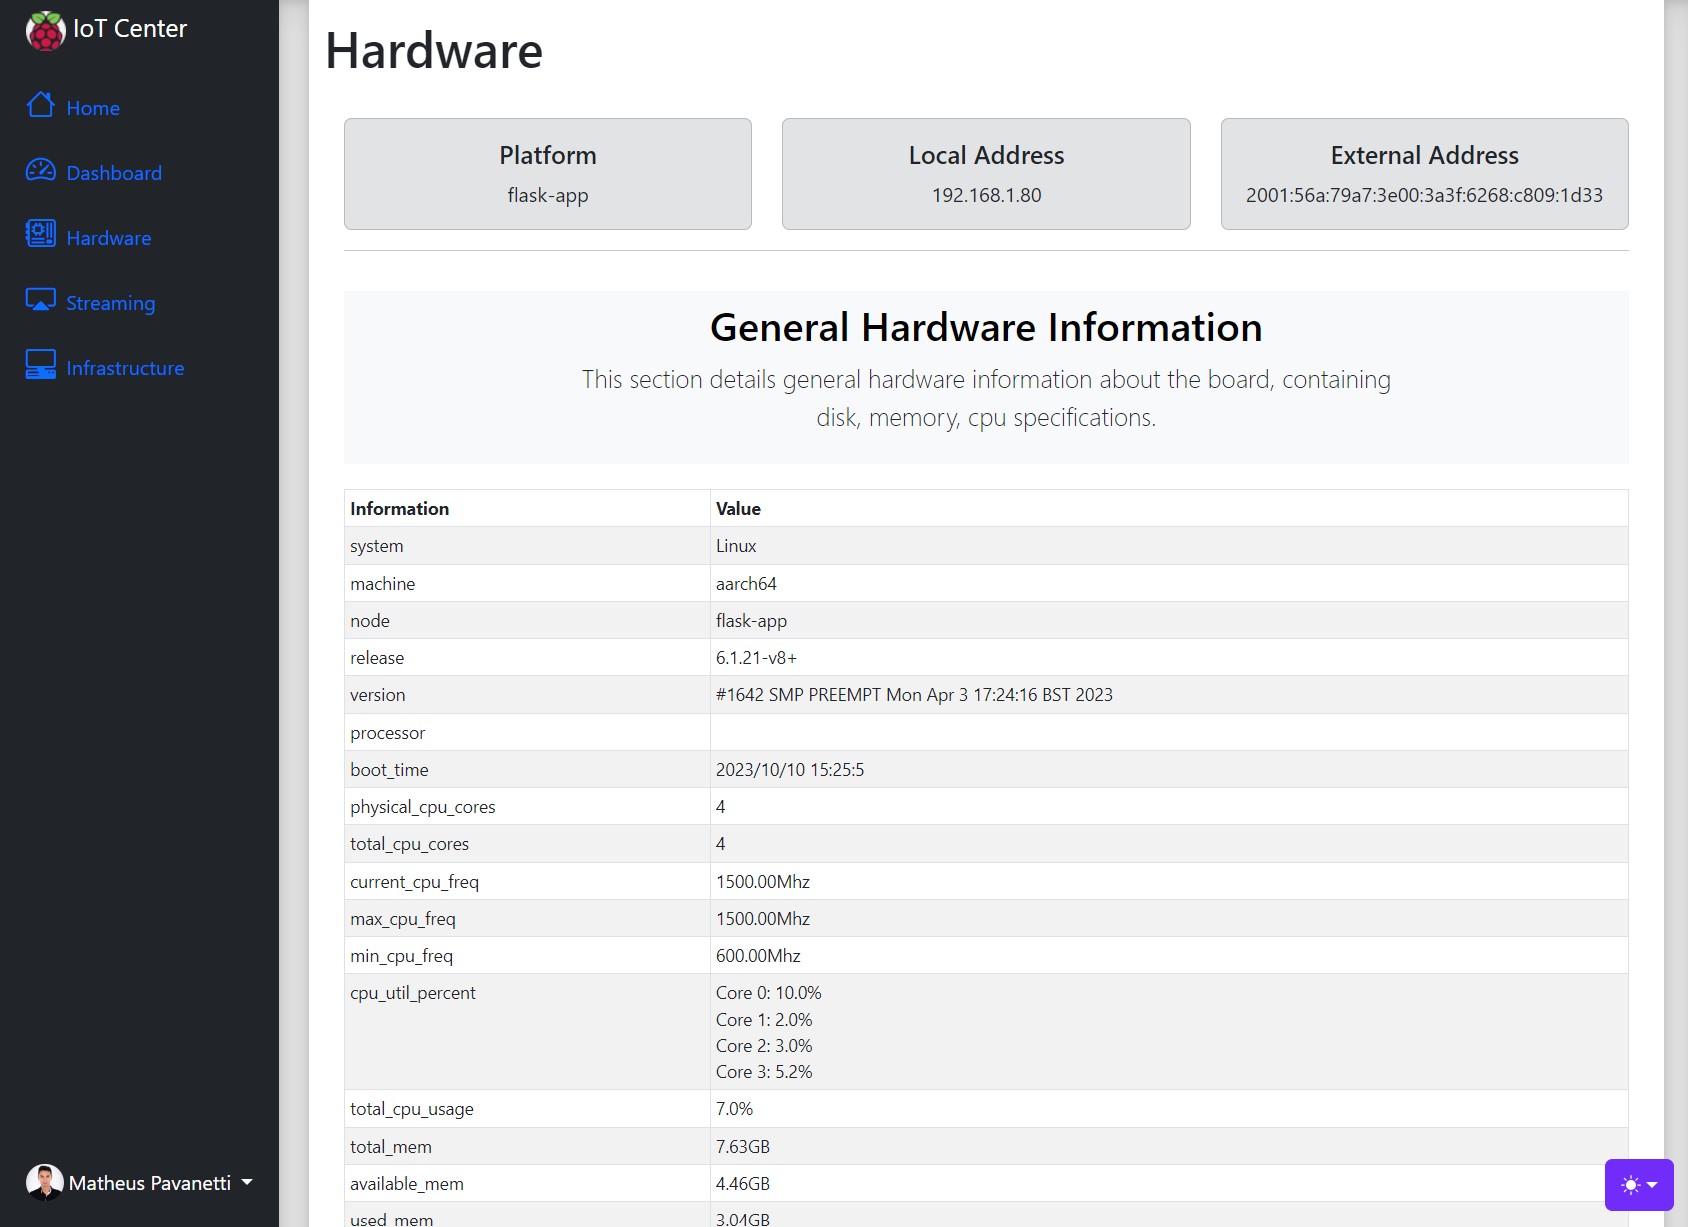 IoT Center
Home
Dashboard
Hardware
Streaming
Infrastructure
Matheus Pavanetti
Hardware
Platform
flask-app
Local Address
192.168.1.80
External Address
2001:56a:79a7:3e00:3a3f:6268:c809:1d33
General Hardware Information
This section details general hardware information about the board, containing
disk, memory, cpu specifications.
Information Value
system Linux
machine aarch64
node flask-app
release 6.1.21-v8+
version #1642 SMP PREEMPT Mon Apr 3 17:24:16 BST 2023
processor
boot_time 2023/10/10 15:25:5
physical_cpu_cores 4
total_cpu_cores 4
current_cpu_freq 1500.00Mhz
max_cpu_freq 1500.00Mhz
min_cpu_freq 600.00Mhz
cpu_util_percent Core 0: 10.0%
Core 1: 2.0%
Core 2: 3.0%
Core 3: 5.2%
total_cpu_usage 7.0%
total_mem 7.63GB
available_mem 4.46GB
used_mem 3.04GB